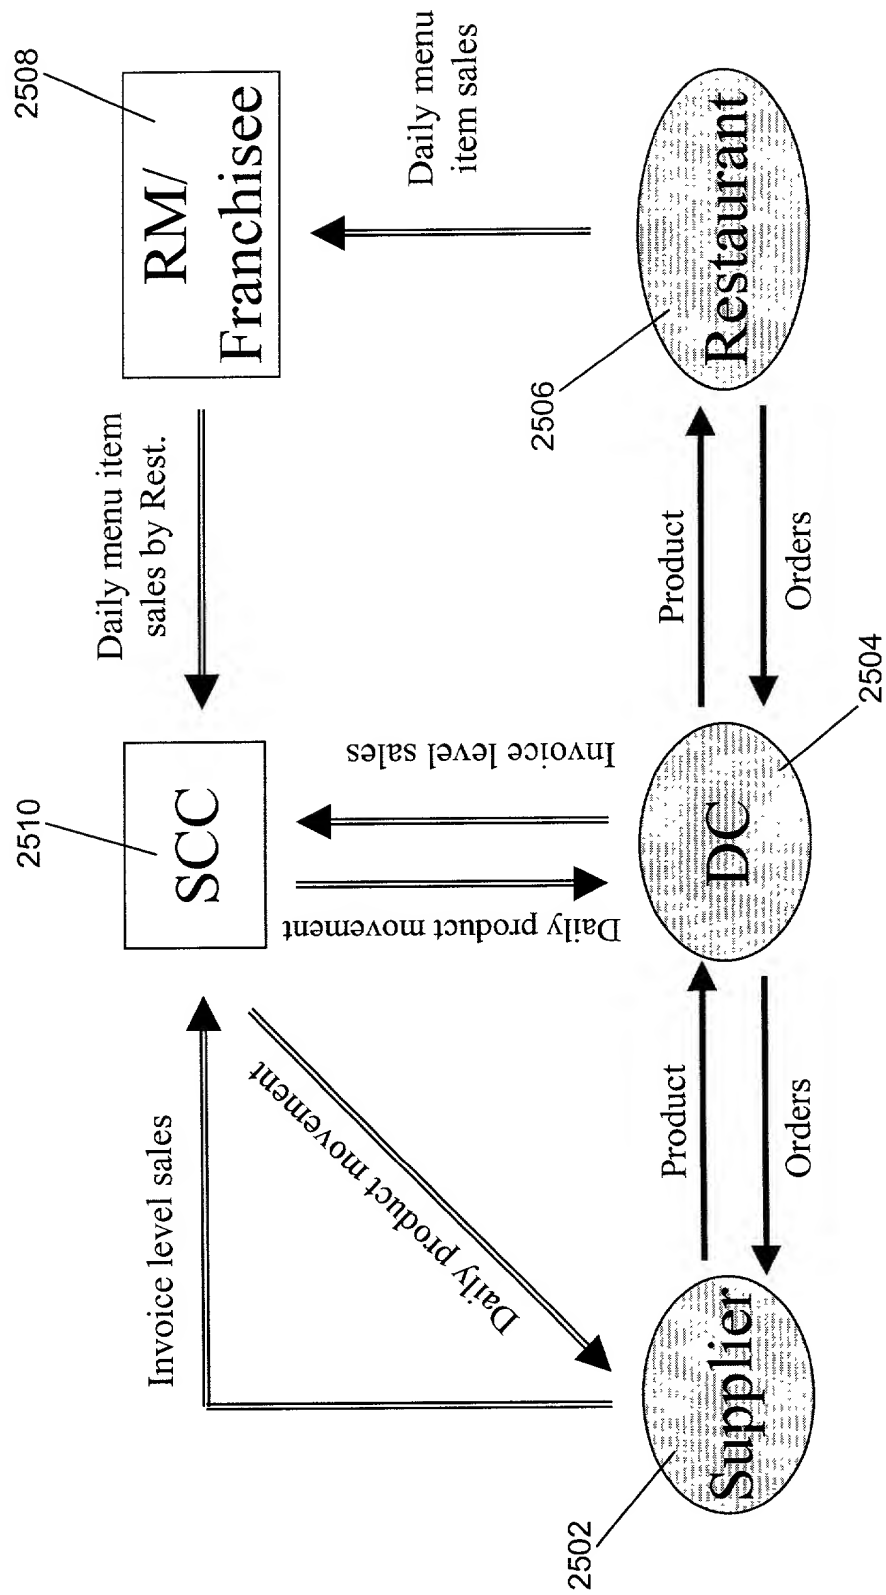 2510
2508
SCC
RM/
Franchisee
Invoice level sales
Daily menu item
sales by Rest.
Daily product movement
Daily product movement
Invoice level sales
Daily menu
item sales
2502
2506
Supplier
DC
Restaurant
Product
Product
Orders
Orders
2504